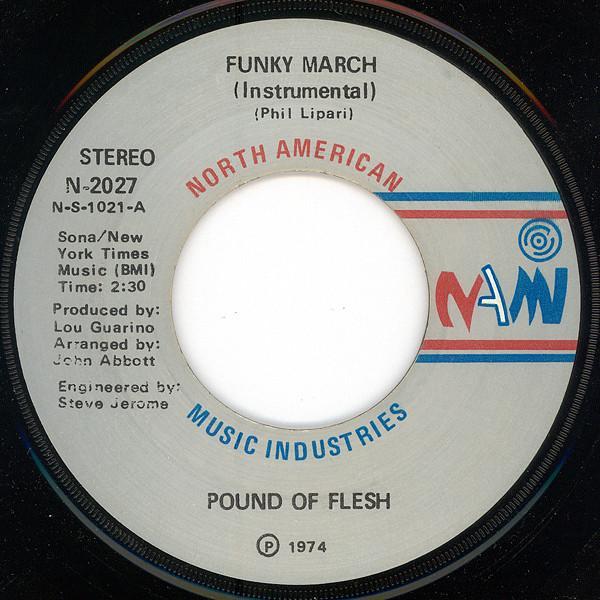 FUNKY MARCH
(Instrumental)
(Phil Lipari)
NORTH AMERICAN
STEREO
N-2027
N-S-1021-A
Sona/New
York Times
Music (BMI)
Time: 2:30
Produced by:
Lou Guarino
Arranged by:
John Abbott
Engineered by:
Steve Jerome
NAM
MUSIC INDUSTRIES
POUND OF FLESH
Ⓟ 1974